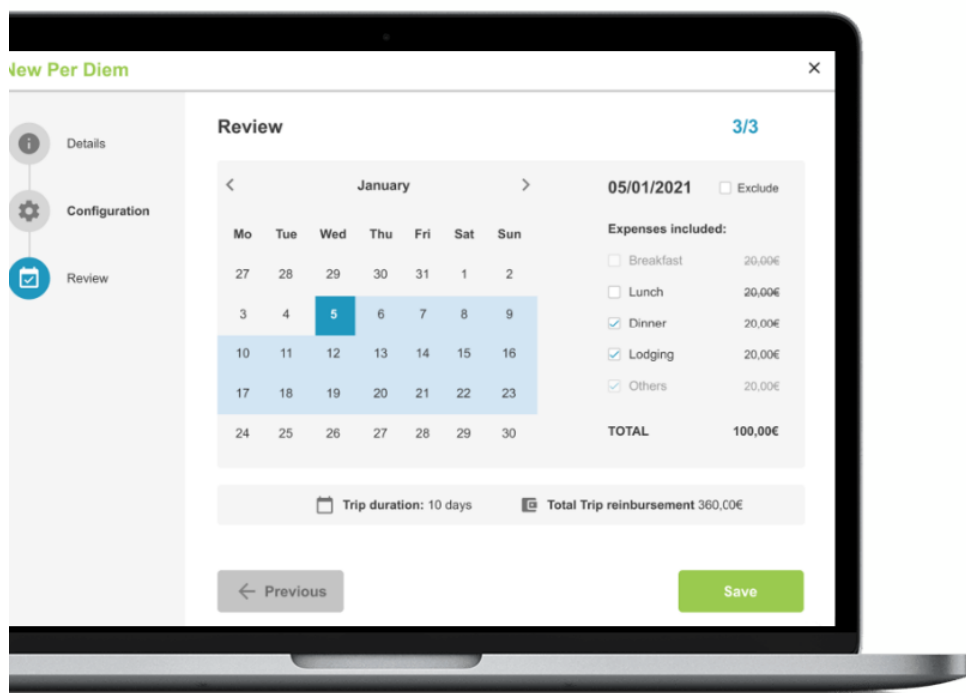 New Per Diem
Details
Configuration
Review
Review
3/3
January
Mo Tue Wed Thu Fri Sat Sun
27 28 29 30 31 1 2
3 4 5 6 7 8 9
10 11 12 13 14 15 16
17 18 19 20 21 22 23
24 25 26 27 28 29 30
05/01/2021 Exclude
Expenses included:
Breakfast 20,00€
Lunch 20,00€
Dinner 20,00€
Lodging 20,00€
Others 20,00€
TOTAL 100,00€
Trip duration: 10 days
Total Trip reinbursement 360,00€
Previous
Save